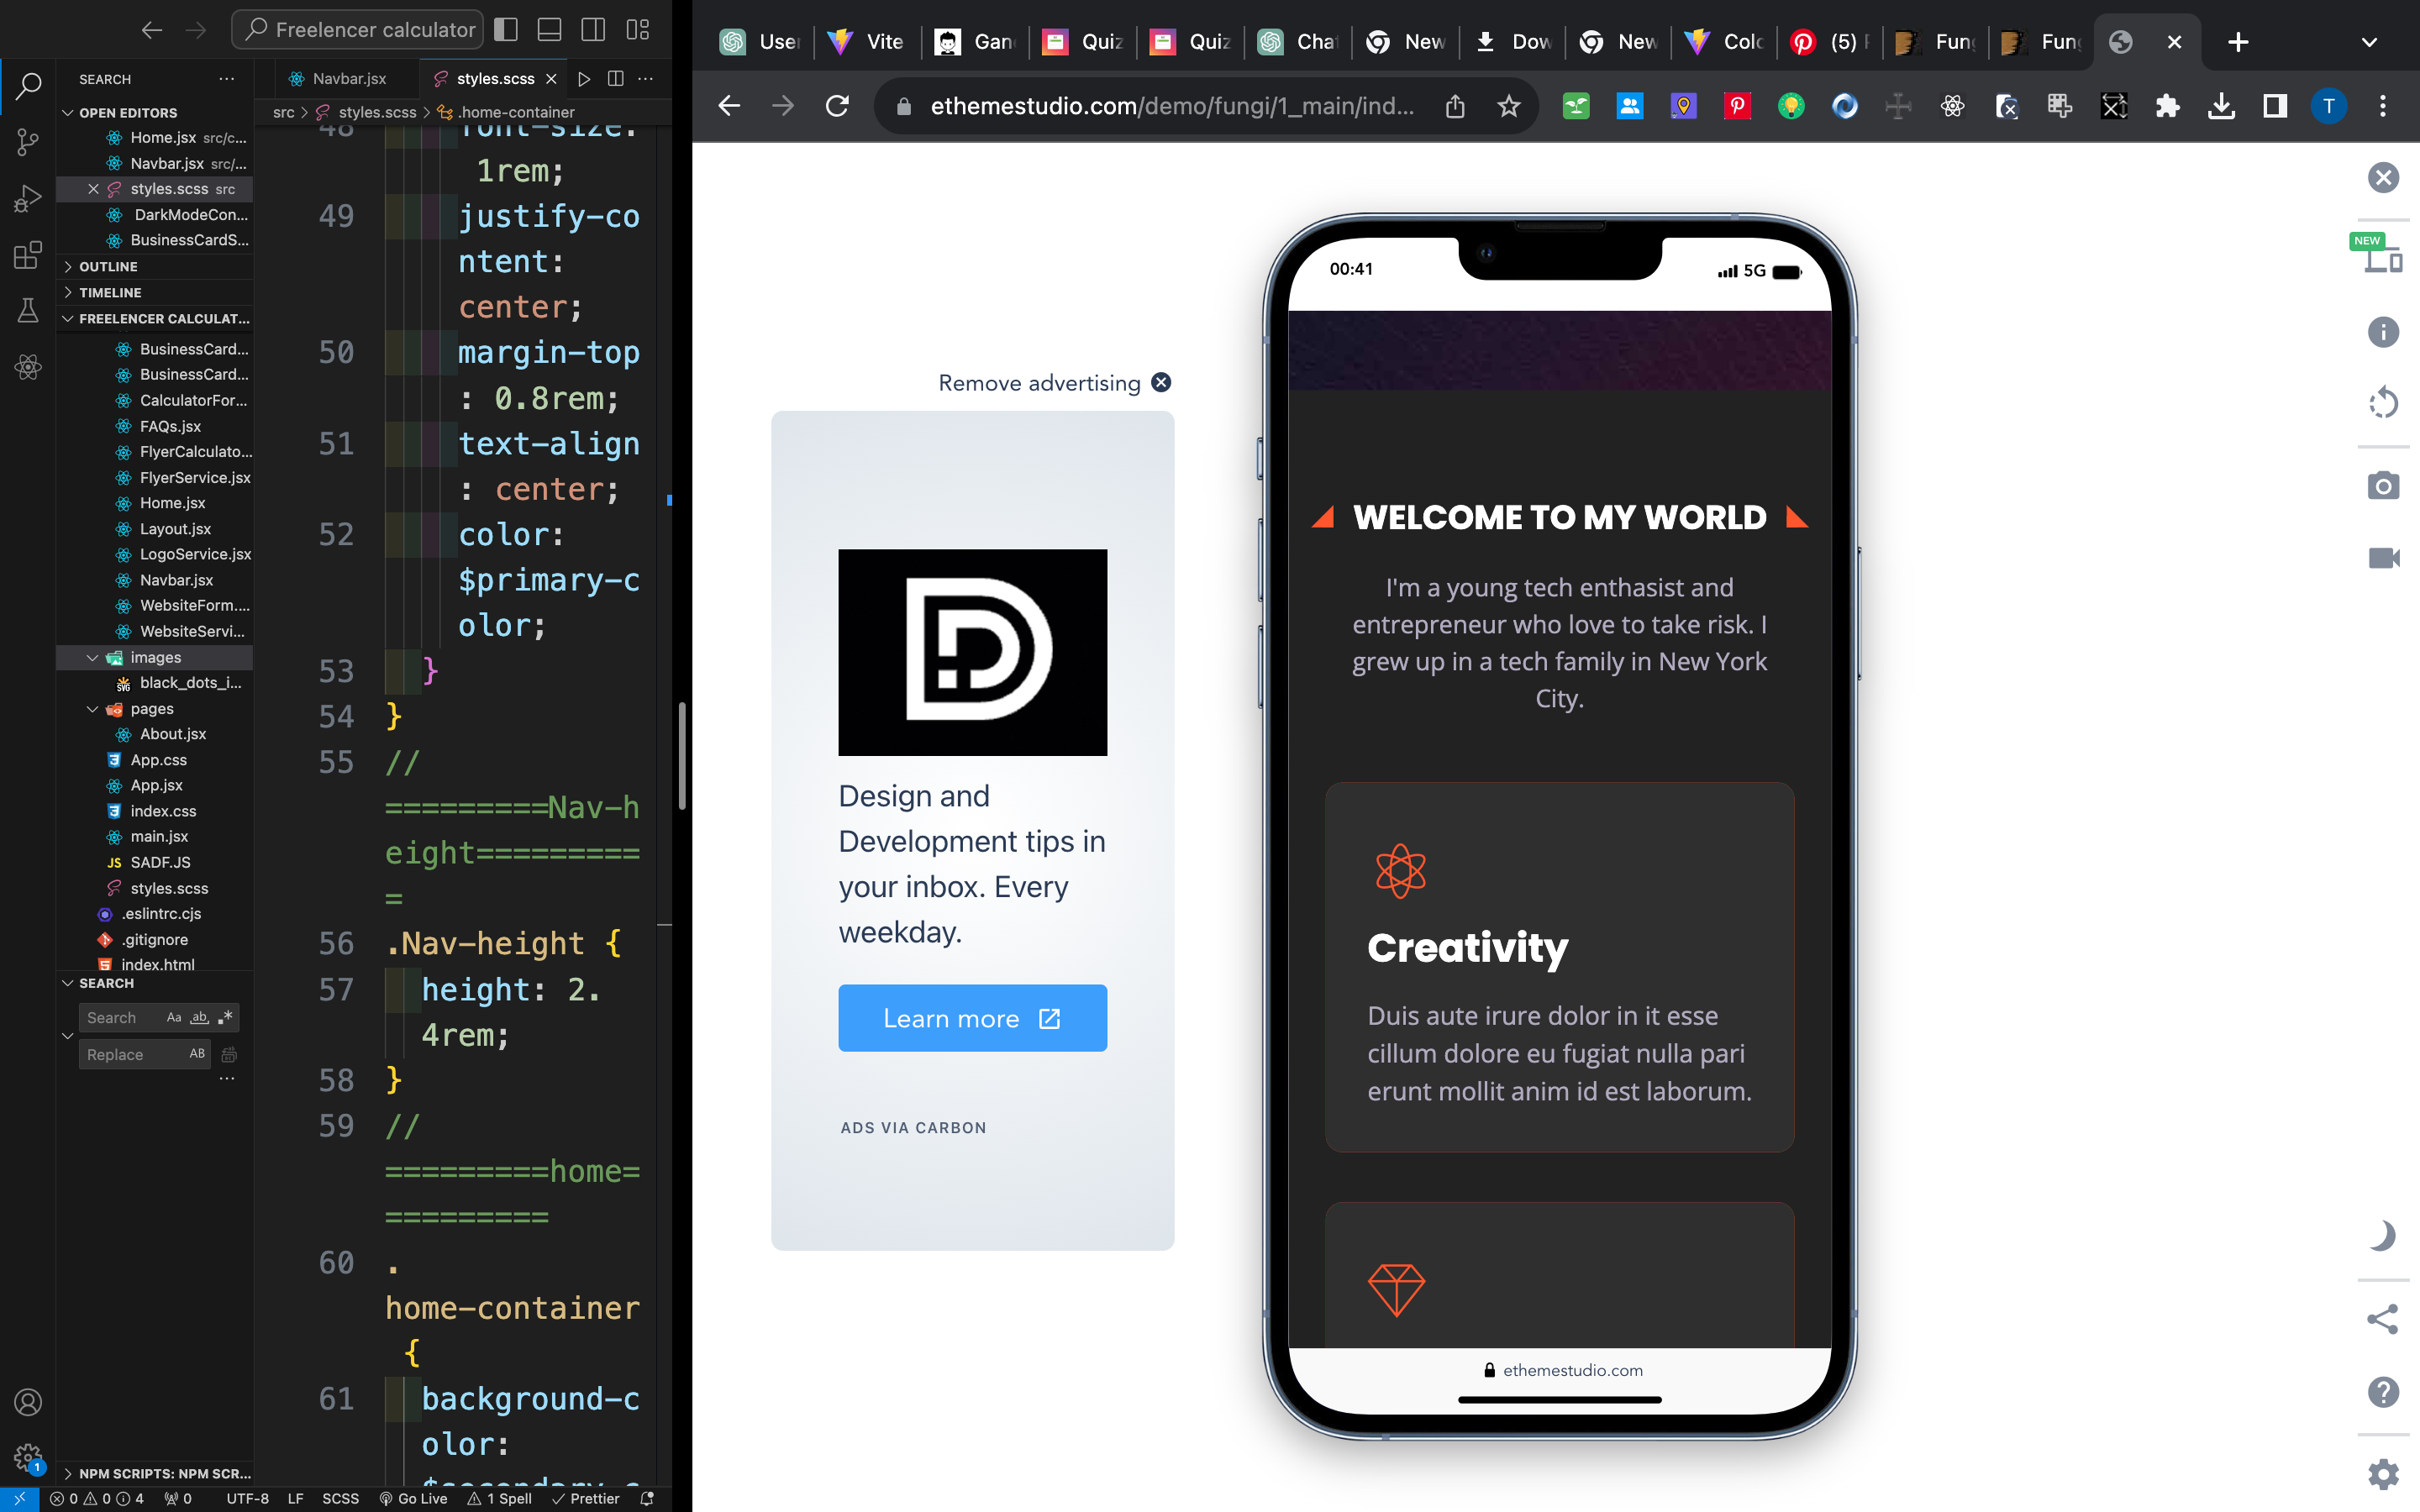 Freelencer calculator
SEARCH
OPEN EDITORS
Home.jsx src/c...
Navbar.jsx src/...
styles.scss src
DarkModeCon...
BusinessCardS...
OUTLINE
TIMELINE
FREELENCER CALCULAT...
BusinessCard...
BusinessCard...
CalculatorFor...
FAQs.jsx
FlyerCalculato...
FlyerService.jsx
Home.jsx
Layout.jsx
LogoService.jsx
Navbar.jsx
WebsiteForm....
WebsiteServi...
images
black_dots_i...
pages
About.jsx
App.css
App.jsx
index.css
main.jsx
JS SADF.JS
styles.scss
.eslintrc.cjs
.gitignore
index.html
SEARCH
Search Aa ab .*
Replace AB
NPM SCRIPTS: NPM SCR...
Navbar.jsx styles.scss
src > styles.scss > .home-container
48 font-size:
1rem;
49 justify-co
ntent:
center;
50 margin-top
: 0.8rem;
51 text-align
: center;
52 color:
$primary-c
olor;
53 }
54 }
55 //
=========Nav-h
eight=========
=
56 .Nav-height {
57 height: 2.
4rem;
58 }
59 //
=========home=
=========
60 .
home-container
{
61 background-c
olor:
$secondary-c
1
0 0 4 0 UTF-8 LF SCSS Go Live 1 Spell Prettier
User Vite Gan Quiz Quiz Chat New Dow New Colo (5) Fung Fung
ethemestudio.com/demo/fungi/1_main/ind... T
NEW
Remove advertising
Design and
Development tips in
your inbox. Every
weekday.
Learn more
ADS VIA CARBON
00:41 5G
WELCOME TO MY WORLD
I'm a young tech enthasist and
entrepreneur who love to take risk. I
grew up in a tech family in New York
City.
Creativity
Duis aute irure dolor in it esse
cillum dolore eu fugiat nulla pari
erunt mollit anim id est laborum.
ethemestudio.com